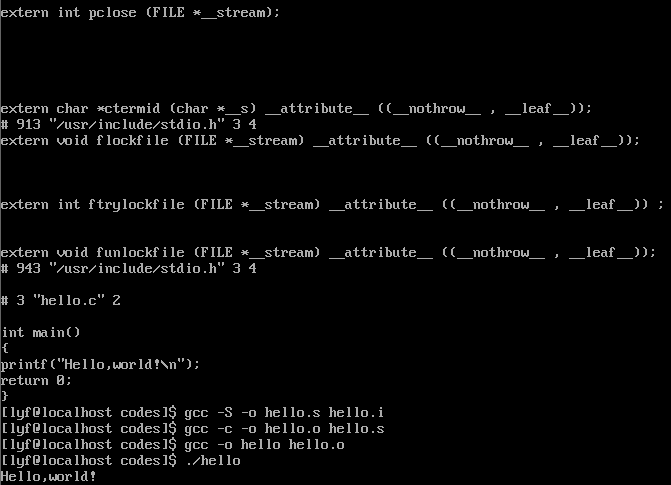 extern int pclose (FILE *__stream);
extern char *ctermid (char *__s) __attribute__ ((__nothrow__ , __leaf__));
# 913 "/usr/include/stdio.h" 3 4
extern void flockfile (FILE *__stream) __attribute__ ((__nothrow__ , __leaf__));
extern int ftrylockfile (FILE *__stream) __attribute__ ((__nothrow__ , __leaf__)) ;
extern void funlockfile (FILE *__stream) __attribute__ ((__nothrow__ , __leaf__));
# 943 "/usr/include/stdio.h" 3 4
# 3 "hello.c" 2
int main()
{
printf("Hello,world!\n");
return 0;
}
[lyf@localhost codes]$ gcc -S -o hello.s hello.i
[lyf@localhost codes]$ gcc -c -o hello.o hello.s
[lyf@localhost codes]$ gcc -o hello hello.o
[lyf@localhost codes]$ ./hello
Hello,world!